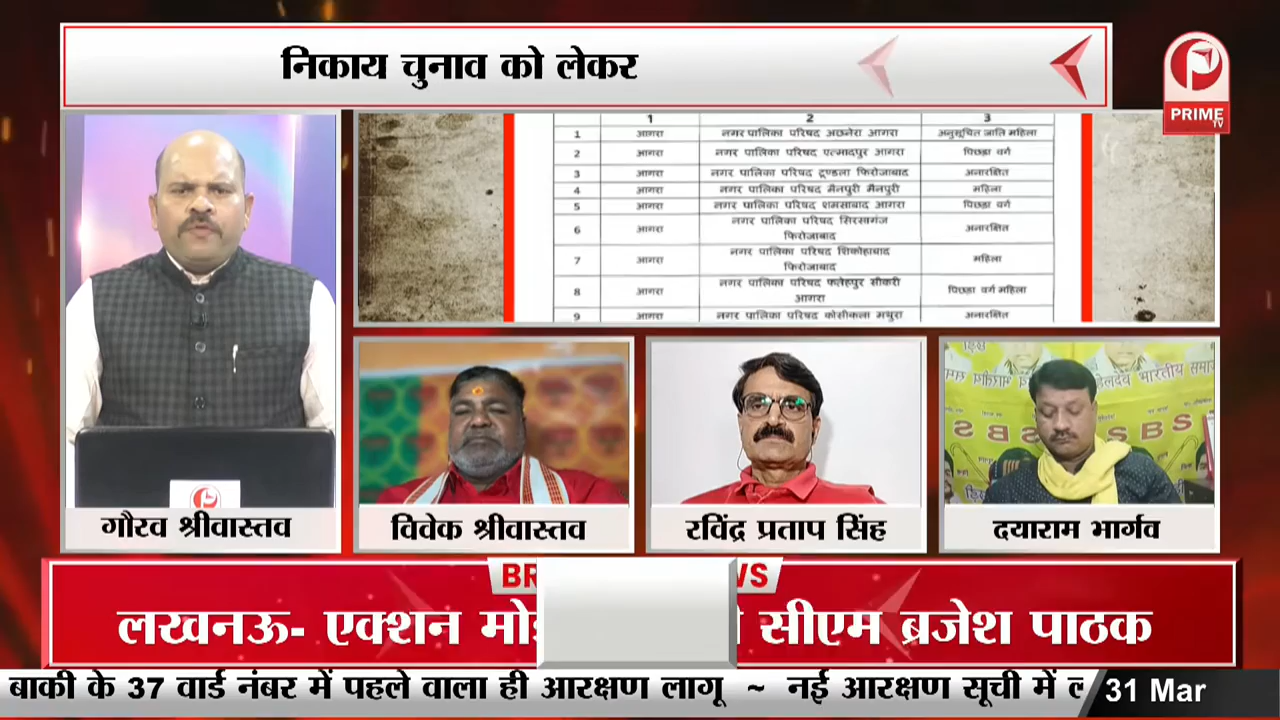 निकाय चुनाव को लेकर
PRIME
TV
1 2 3
1 आगरा नगर पालिका परिषद अछनेरा आगरा अनुसूचित जाति महिला
2 आगरा नगर पालिका परिषद एत्मादपुर आगरा पिछड़ा वर्ग
3 आगरा नगर पालिका परिषद टूण्डला फिरोजाबाद अनारक्षित
4 आगरा नगर पालिका परिषद मैनपुरी मैनपुरी महिला
5 आगरा नगर पालिका परिषद शमसाबाद आगरा पिछड़ा वर्ग
6 आगरा नगर पालिका परिषद सिरसागंज
फिरोजाबाद अनारक्षित
7 आगरा नगर पालिका परिषद शिकोहाबाद
फिरोजाबाद महिला
8 आगरा नगर पालिका परिषद फतेहपुर सीकरी
आगरा पिछड़ा वर्ग महिला
9 आगरा नगर पालिका परिषद कोसीकला मथुरा अनारक्षित
भारतीय समाज
SBS
गौरव श्रीवास्तव
विवेक श्रीवास्तव
रविंद्र प्रताप सिंह
दयाराम भार्गव
लखनऊ- एक्शन सीएम ब्रजेश पाठक
बाकी के 37 वार्ड नंबर में पहले वाला ही आरक्षण लागू ~ नई आरक्षण सूची में
31 Mar